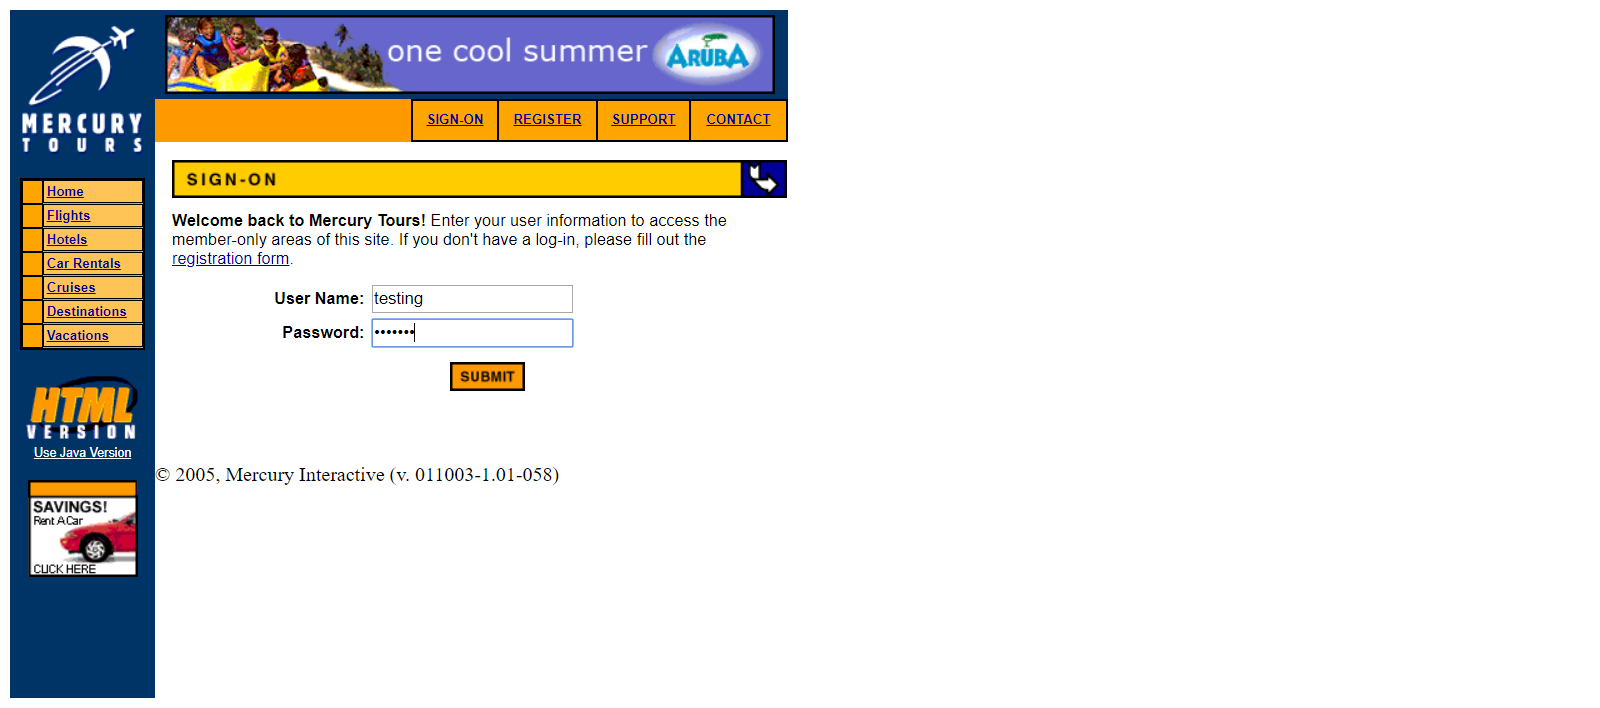 MERCURY
TOURS
one cool summer
ARUBA
SIGN-ON
REGISTER
SUPPORT
CONTACT
Home
Flights
Hotels
Car Rentals
Cruises
Destinations
Vacations
HTML
VERSION
Use Java Version
SAVINGS!
Rent A Car
CLICK HERE
SIGN-ON
Welcome back to Mercury Tours! Enter your user information to access the
member-only areas of this site. If you don't have a log-in, please fill out the
registration form.
User Name: testing
Password: •••••••
SUBMIT
© 2005, Mercury Interactive (v. 011003-1.01-058)